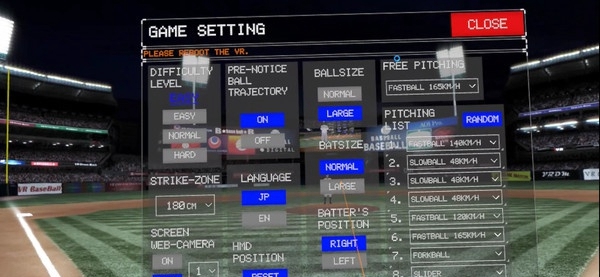 GAME SETTING
CLOSE
PLEASE REBOOT THE VR.
DIFFICULTY
LEVEL
EASY
NORMAL
HARD
STRIKE-ZONE
180CM
SCREEN
WEB-CAMERA
ON
1
PRE-NOTICE
BALL
TRAJECTORY
ON
OFF
LANGUAGE
JP
EN
HMD
POSITION
RESET
BALLSIZE
NORMAL
LARGE
BATSIZE
NORMAL
LARGE
BATTER'S
POSITION
RIGHT
LEFT
FREE PITCHING
FASTBALL 165KM/H
PITCHING
LIST
RANDOM
FASTBALL 140KM/H
2. SLOWBALL 48KM/H
3. SLOWBALL 48KM/H
4. SLOWBALL 48KM/H
5. FASTBALL 120KM/H
6. FASTBALL 165KM/H
7. FORKBALL
8. SLIDER
VR BaseBall